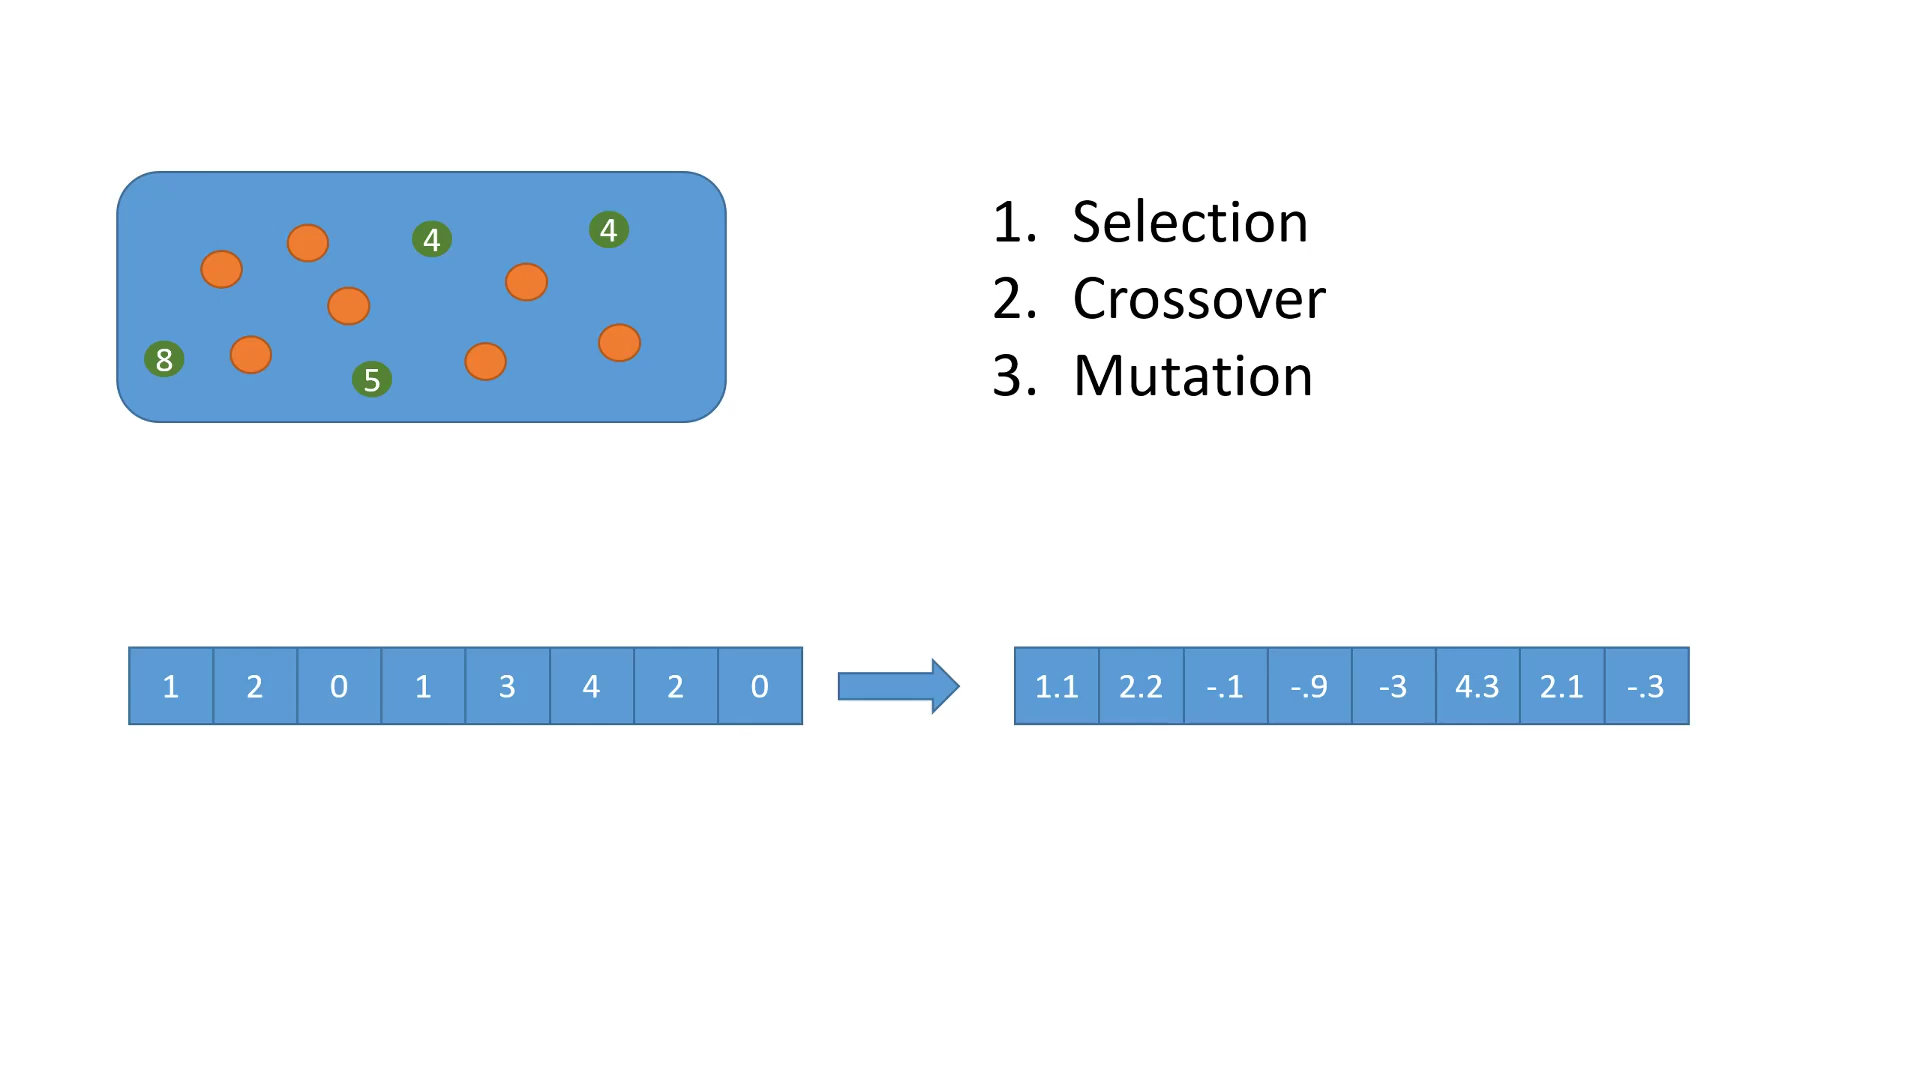 4 4
8 5
1. Selection
2. Crossover
3. Mutation
1 2 0 1 3 4 2 0
1.1 2.2 -.1 -.9 -3 4.3 2.1 -.3